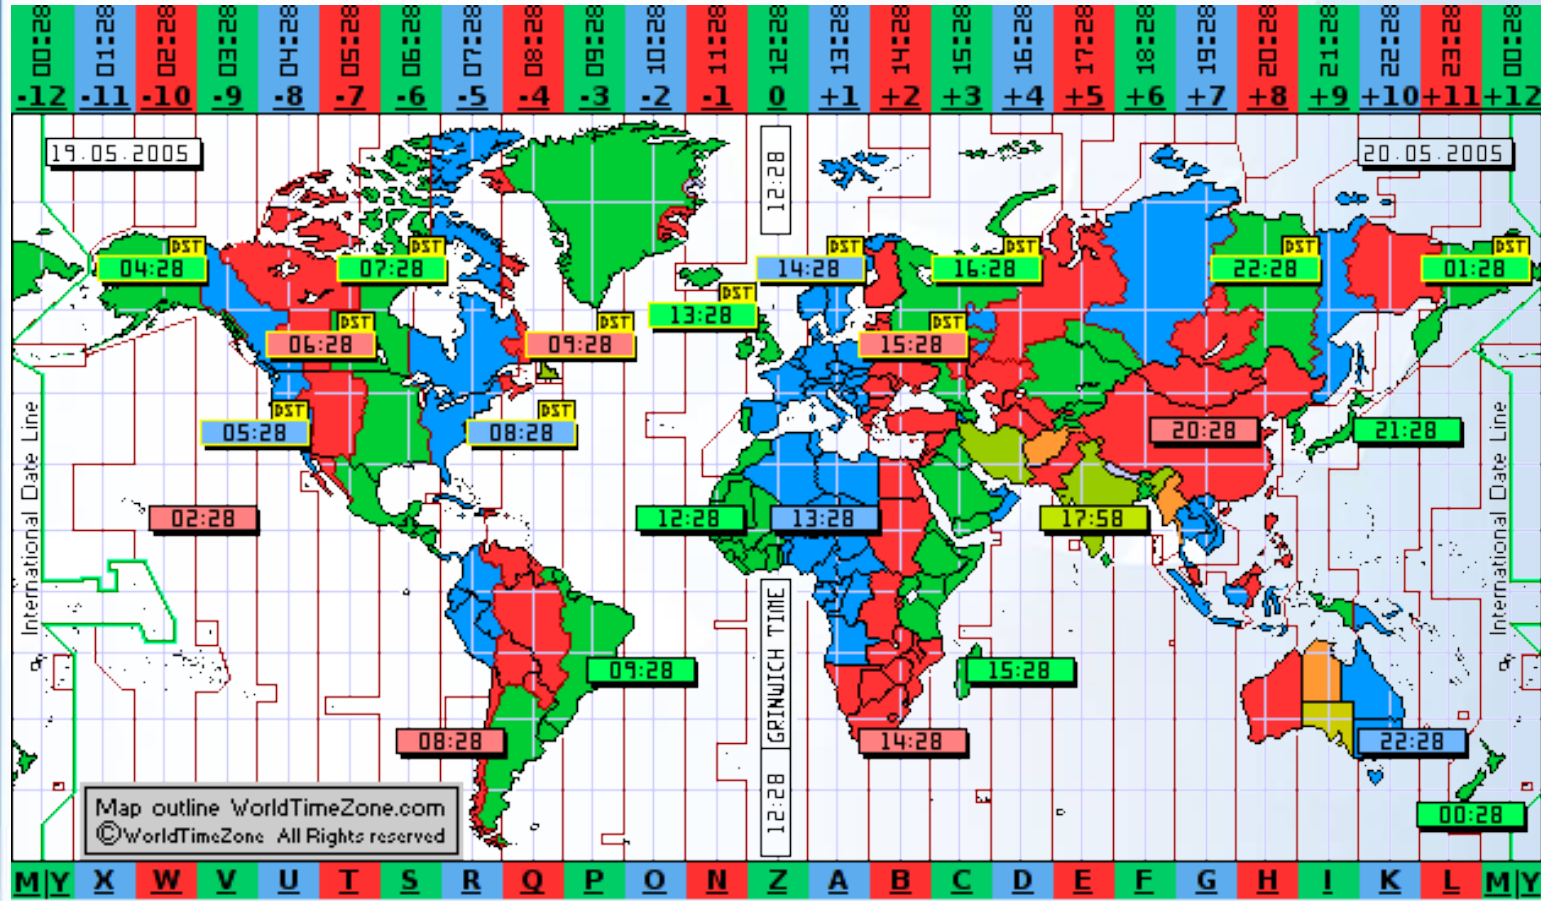 00:28 01:28 02:28 03:28 04:28 05:28 06:28 07:28 08:28 09:28 10:28 11:28 12:28 13:28 14:28 15:28 16:28 17:28 18:28 19:28 20:28 21:28 22:28 23:28 00:28
-12 -11 -10 -9 -8 -7 -6 -5 -4 -3 -2 -1 0 +1 +2 +3 +4 +5 +6 +7 +8 +9 +10 +11 +12
19.05.2005
12:28
20.05.2005
DST DST DST DST DST DST
04:28 07:28 14:28 16:28 22:28 01:28
DST
13:28
DST DST DST
06:28 09:28 15:28
DST DST
05:28 08:28 20:28 21:28
International Date Line
International Date Line
02:28 12:28 13:28 17:58
GRINWICH TIME
09:28 15:28
08:28 14:28 22:28
12:28
Map outline WorldTimeZone.com
©WorldTimeZone All Rights reserved
00:28
M|Y X W V U T S R Q P O N Z A B C D E F G H I K L M|Y